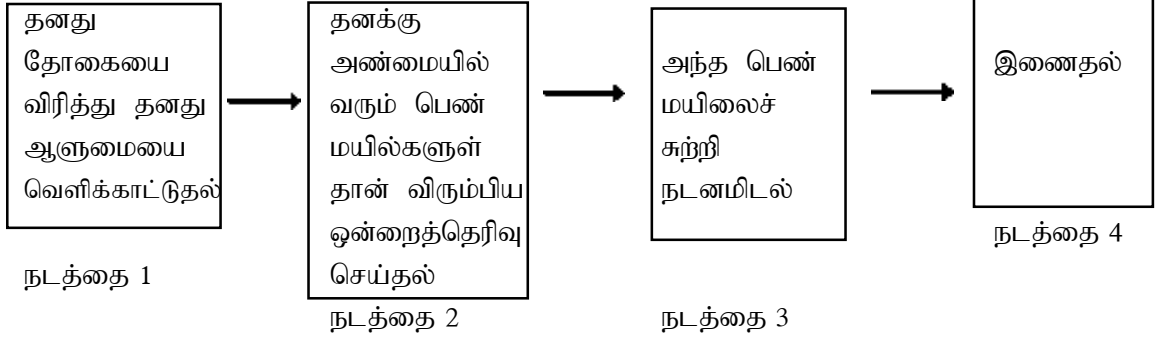 தனது
தோகையை
விரித்து தனது
ஆளுமையை
வெளிக்காட்டுதல்
நடத்தை 1
தனக்கு
அண்மையில்
வரும் பெண்
மயில்களுள்
தான் விரும்பிய
ஒன்றைத்தெரிவு
செய்தல்
நடத்தை 2
அந்த பெண்
மயிலைச்
சுற்றி
நடனமிடல்
நடத்தை 3
இணைதல்
நடத்தை 4